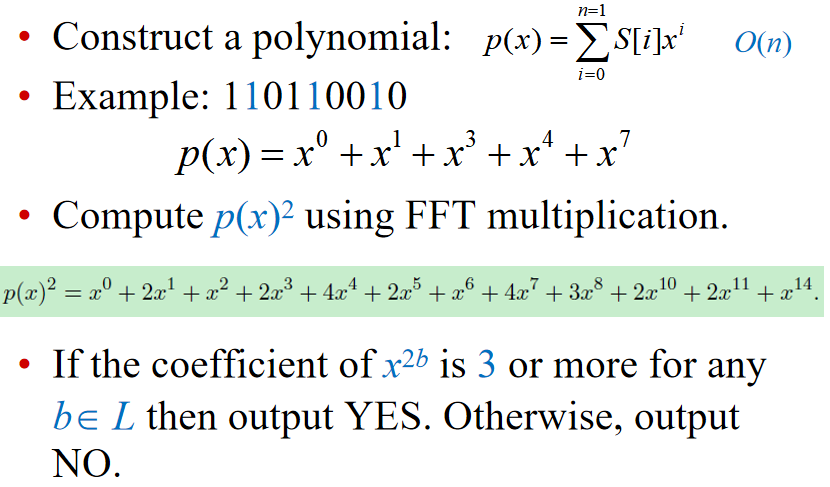 • Construct a polynomial: p(x) = ∑_{i=0}^{n=1} S[i]x^i O(n)
• Example: 110110010
p(x) = x^0 + x^1 + x^3 + x^4 + x^7
• Compute p(x)^2 using FFT multiplication.
p(x)^2 = x^0 + 2x^1 + x^2 + 2x^3 + 4x^4 + 2x^5 + x^6 + 4x^7 + 3x^8 + 2x^10 + 2x^11 + x^14.
• If the coefficient of x^{2b} is 3 or more for any
b∈ L then output YES. Otherwise, output
NO.